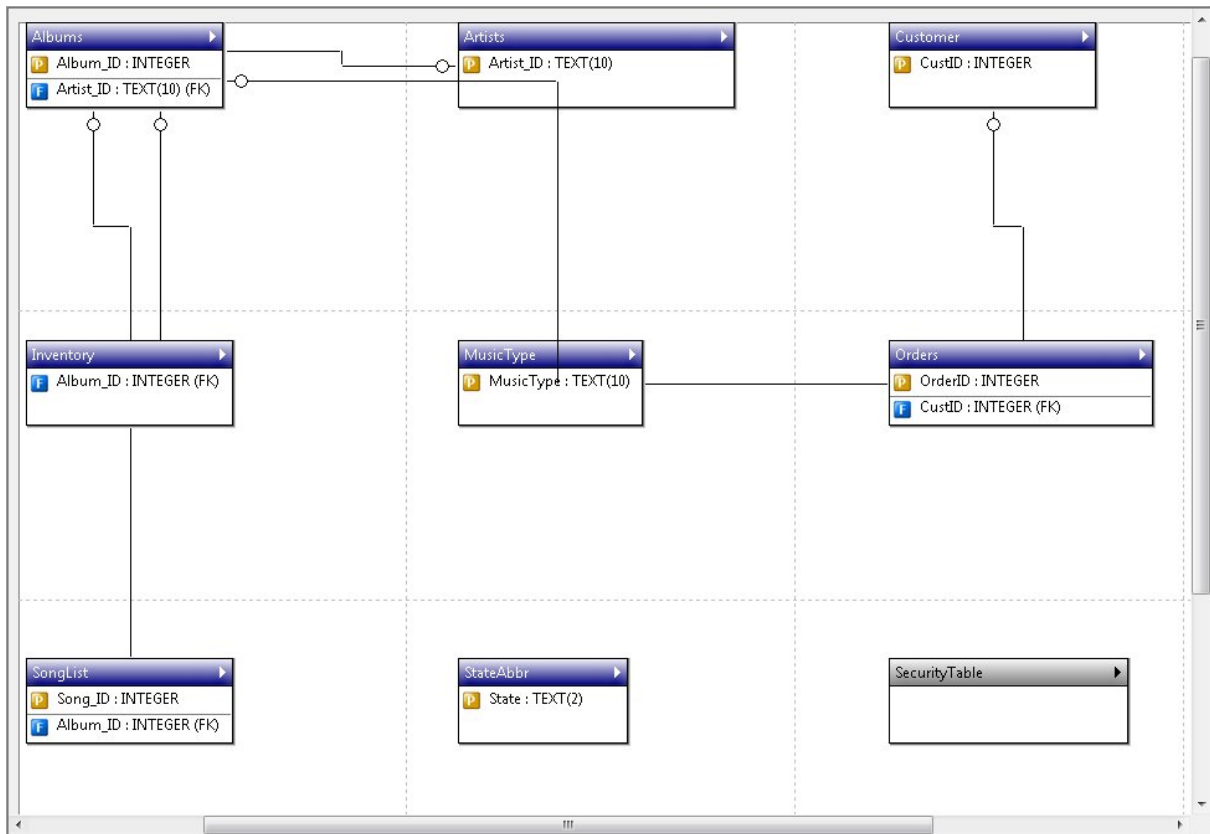 Albums
P Album_ID : INTEGER
F Artist_ID : TEXT(10) (FK)
Artists
P Artist_ID : TEXT(10)
Customer
P CustID : INTEGER
Inventory
F Album_ID : INTEGER (FK)
MusicType
P MusicType : TEXT(10)
Orders
P OrderID : INTEGER
F CustID : INTEGER (FK)
SongList
P Song_ID : INTEGER
F Album_ID : INTEGER (FK)
StateAbbr
P State : TEXT(2)
SecurityTable